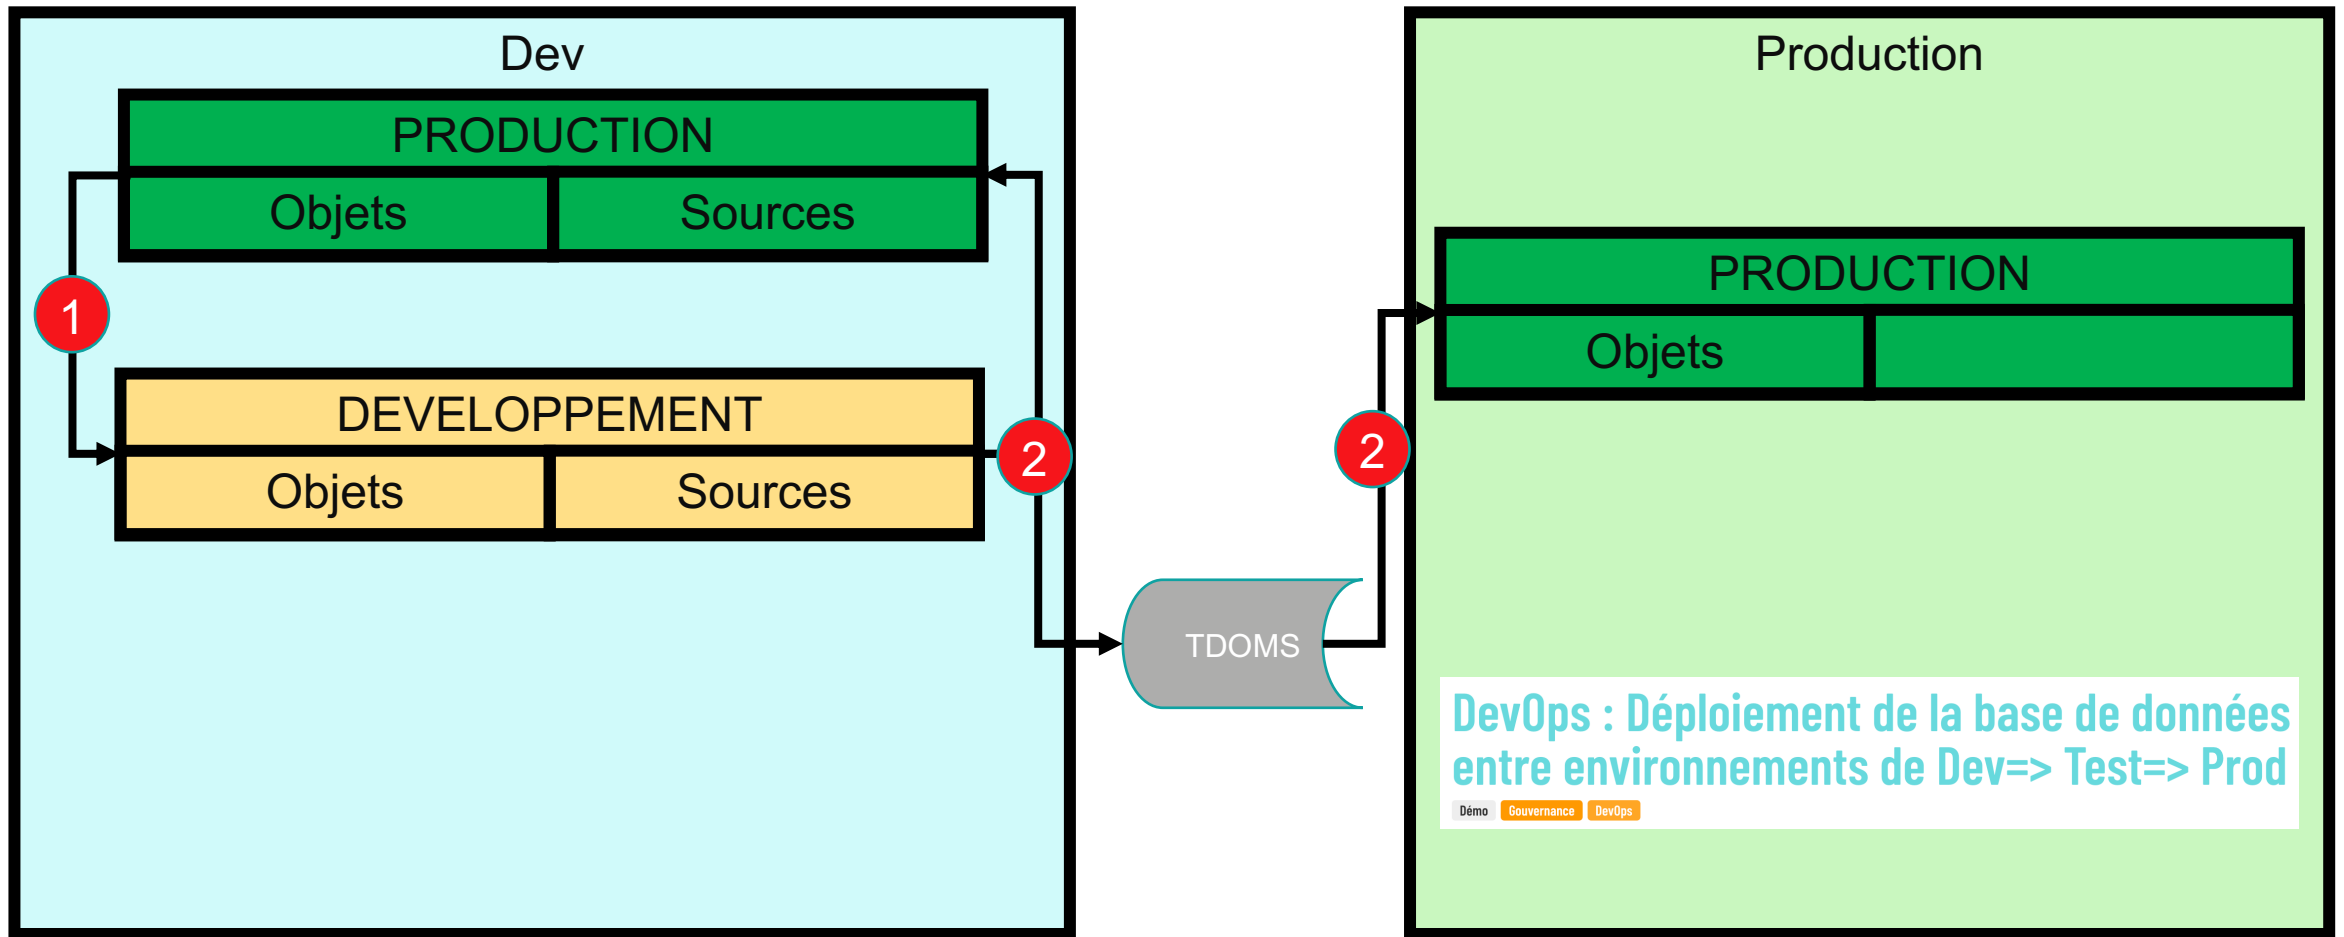 Dev
PRODUCTION
Objets Sources
1
DEVELOPPEMENT
Objets Sources
2
TDOMS
2
Production
PRODUCTION
Objets
DevOps : Déploiement de la base de données
entre environnements de Dev=> Test=> Prod
Démo Gouvernance DevOps